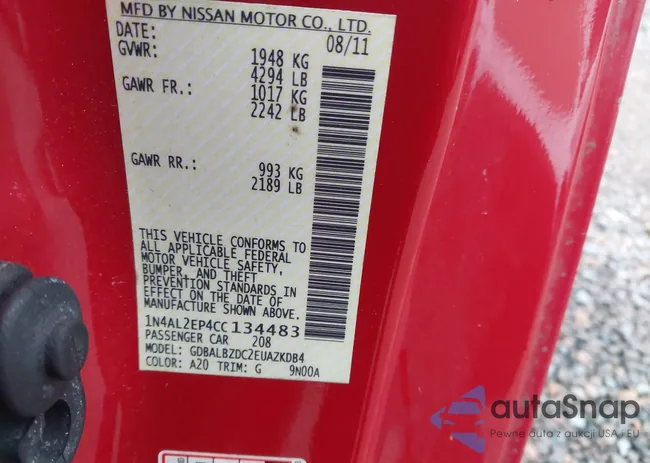 MFD BY NISSAN MOTOR CO., LTD.
DATE: 08/11
GVWR: 1948 KG
4294 LB
GAWR FR.: 1017 KG
2242 LB
GAWR RR.: 993 KG
2189 LB
THIS VEHICLE CONFORMS TO
ALL APPLICABLE FEDERAL
MOTOR VEHICLE SAFETY,
BUMPER, AND THEFT
PREVENTION STANDARDS IN
EFFECT ON THE DATE OF
MANUFACTURE SHOWN ABOVE.
1N4AL2EP4CC134483
PASSENGER CAR 208
MODEL: GDBALBZDC2EUAZKDB4
COLOR: A20 TRIM: G 9N00A
autaSnap
Pewne auta z aukcji USA i EU